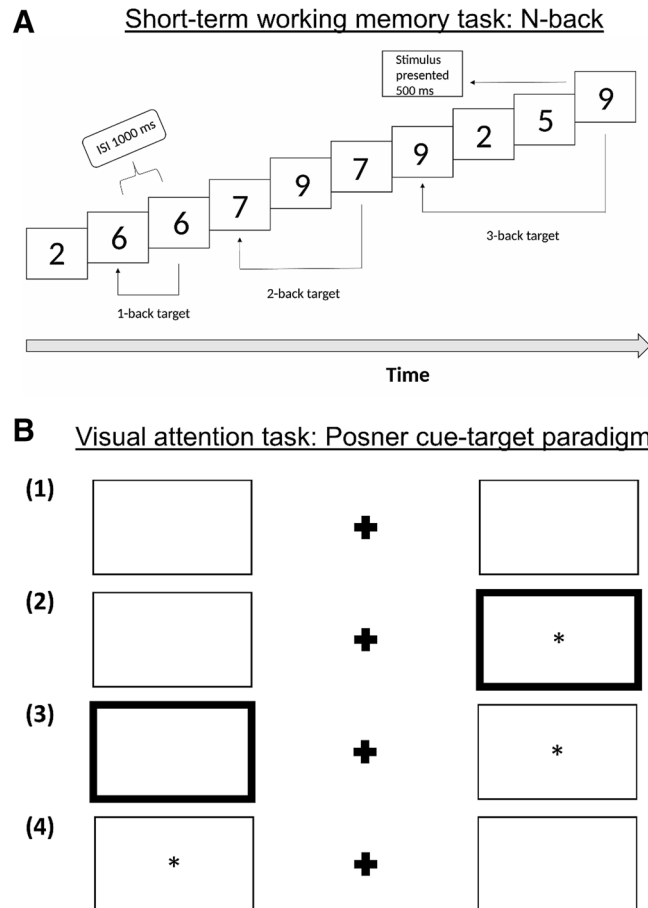 A
Short-term working memory task: N-back
Stimulus
presented
500 ms
ISI 1000 ms
2
6
6
7
9
7
9
2
5
9
1-back target
2-back target
3-back target
Time
B
Visual attention task: Posner cue-target paradigm
(1)
(2)
*
(3)
*
(4)
*